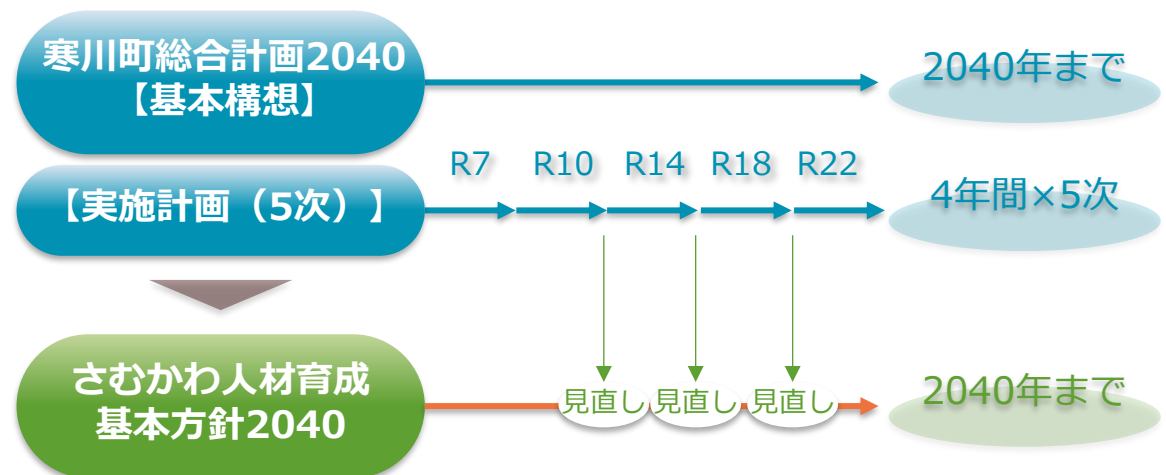 寒川町総合計画2040
【基本構想】
2040年まで
R7 R10 R14 R18 R22
【実施計画（5次）】
4年間×5次
さむかわ人材育成
基本方針2040
見直し 見直し 見直し
2040年まで